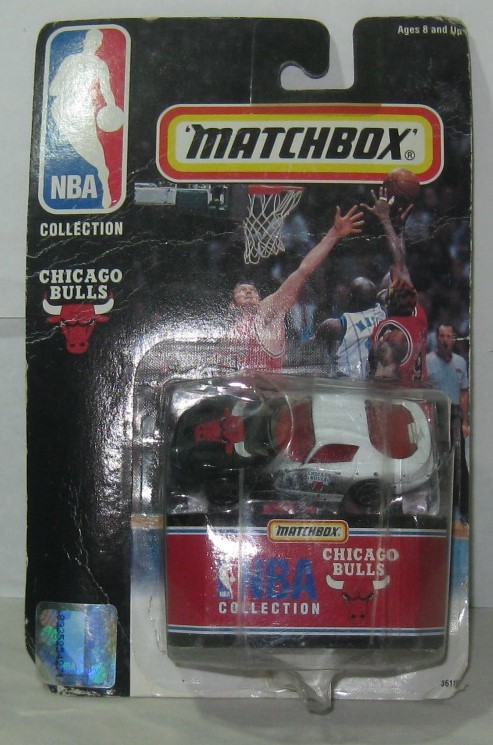 Ages 8 and Up
'MATCHBOX'®
NBA
COLLECTION
CHICAGO
BULLS
MATCHBOX
NBA
COLLECTION
CHICAGO
BULLS